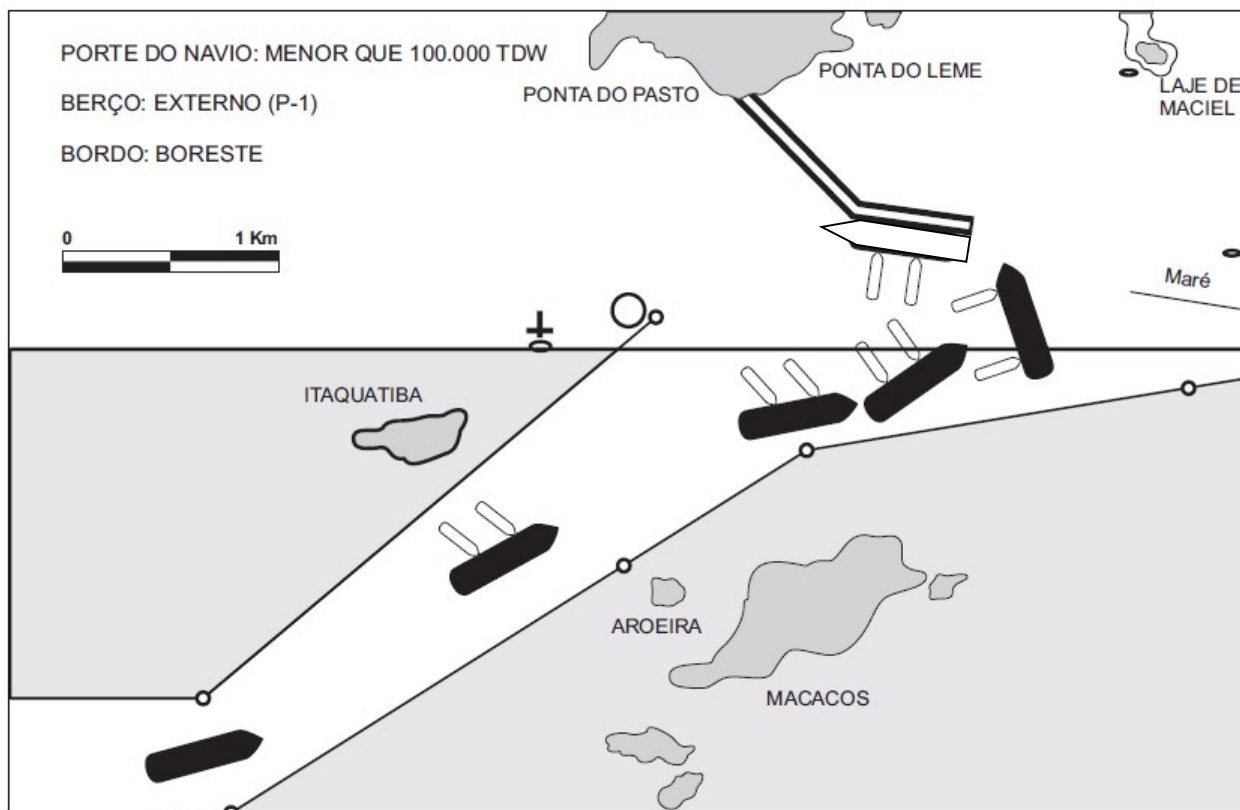 PORTE DO NAVIO: MENOR QUE 100.000 TDW
BERÇO: EXTERNO (P-1)
BORDO: BORESTE
0 1 Km
PONTA DO PASTO
PONTA DO LEME
LAJE DE
MACIEL
Maré
ITAQUATIBA
AROEIRA
MACACOS